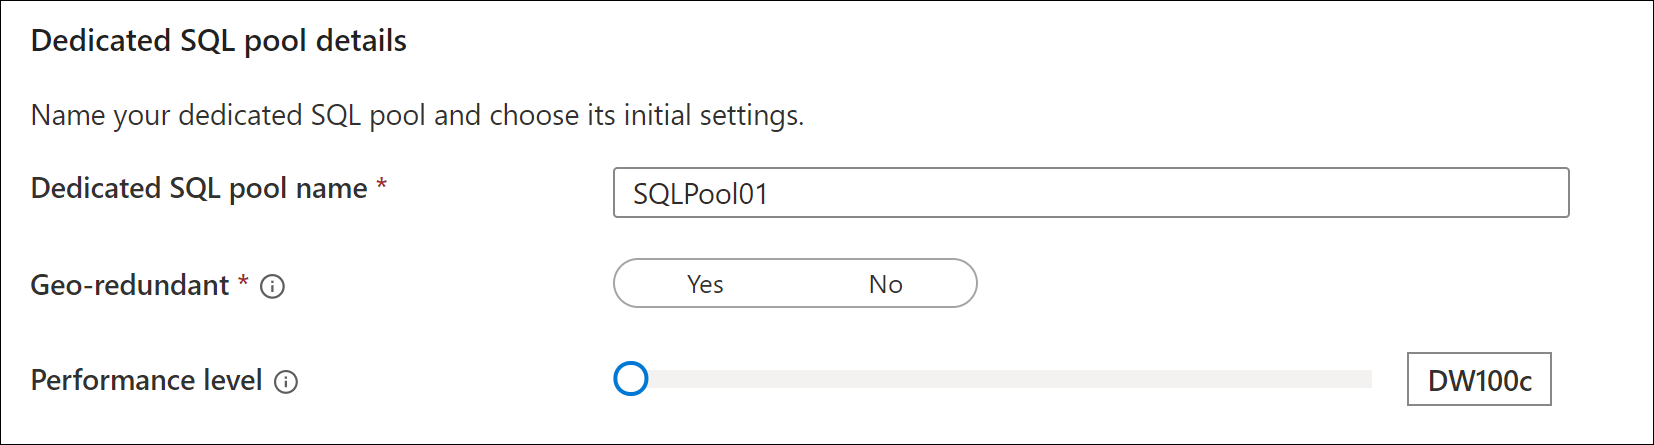 Dedicated SQL pool details
Name your dedicated SQL pool and choose its initial settings.
Dedicated SQL pool name * SQLPool01
Geo-redundant * Yes No
Performance level DW100c